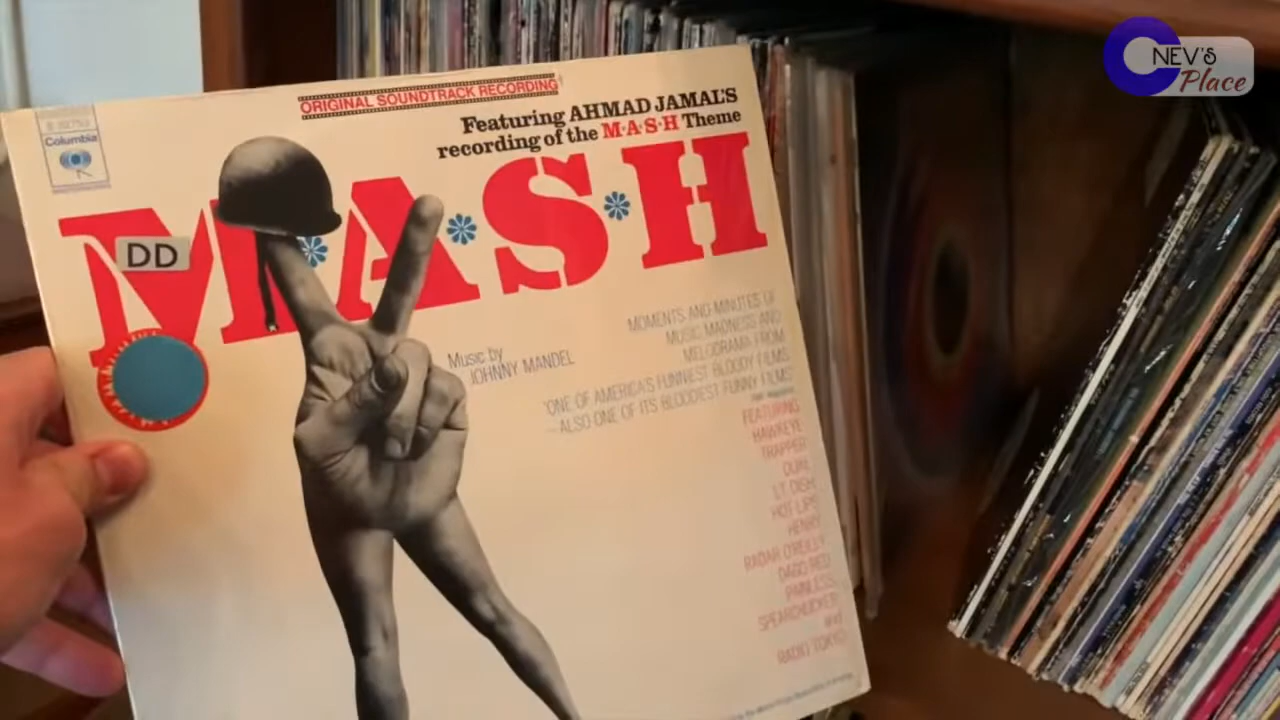 NEV'S
Place
ORIGINAL SOUNDTRACK RECORDING
Featuring AHMAD JAMAL'S
recording of the M*A*S*H Theme
Columbia
M*A*S*H
DD
Music by
JOHNNY MANDEL
MOMENTS AND MINUTES OF
MUSIC, MADNESS AND
MELODRAMA FROM
"ONE OF AMERICA'S FUNNIEST BLOODY FILMS
—ALSO ONE OF ITS BLOODIEST FUNNY FILMS"
FEATURING
HAWKEYE
TRAPPER
DUKE
LT. DISH
HOT LIPS
HENRY
RADAR O'REILLY
DAGO RED
PAINLESS
SPEARCHUCKER
and
RADIO TOKYO